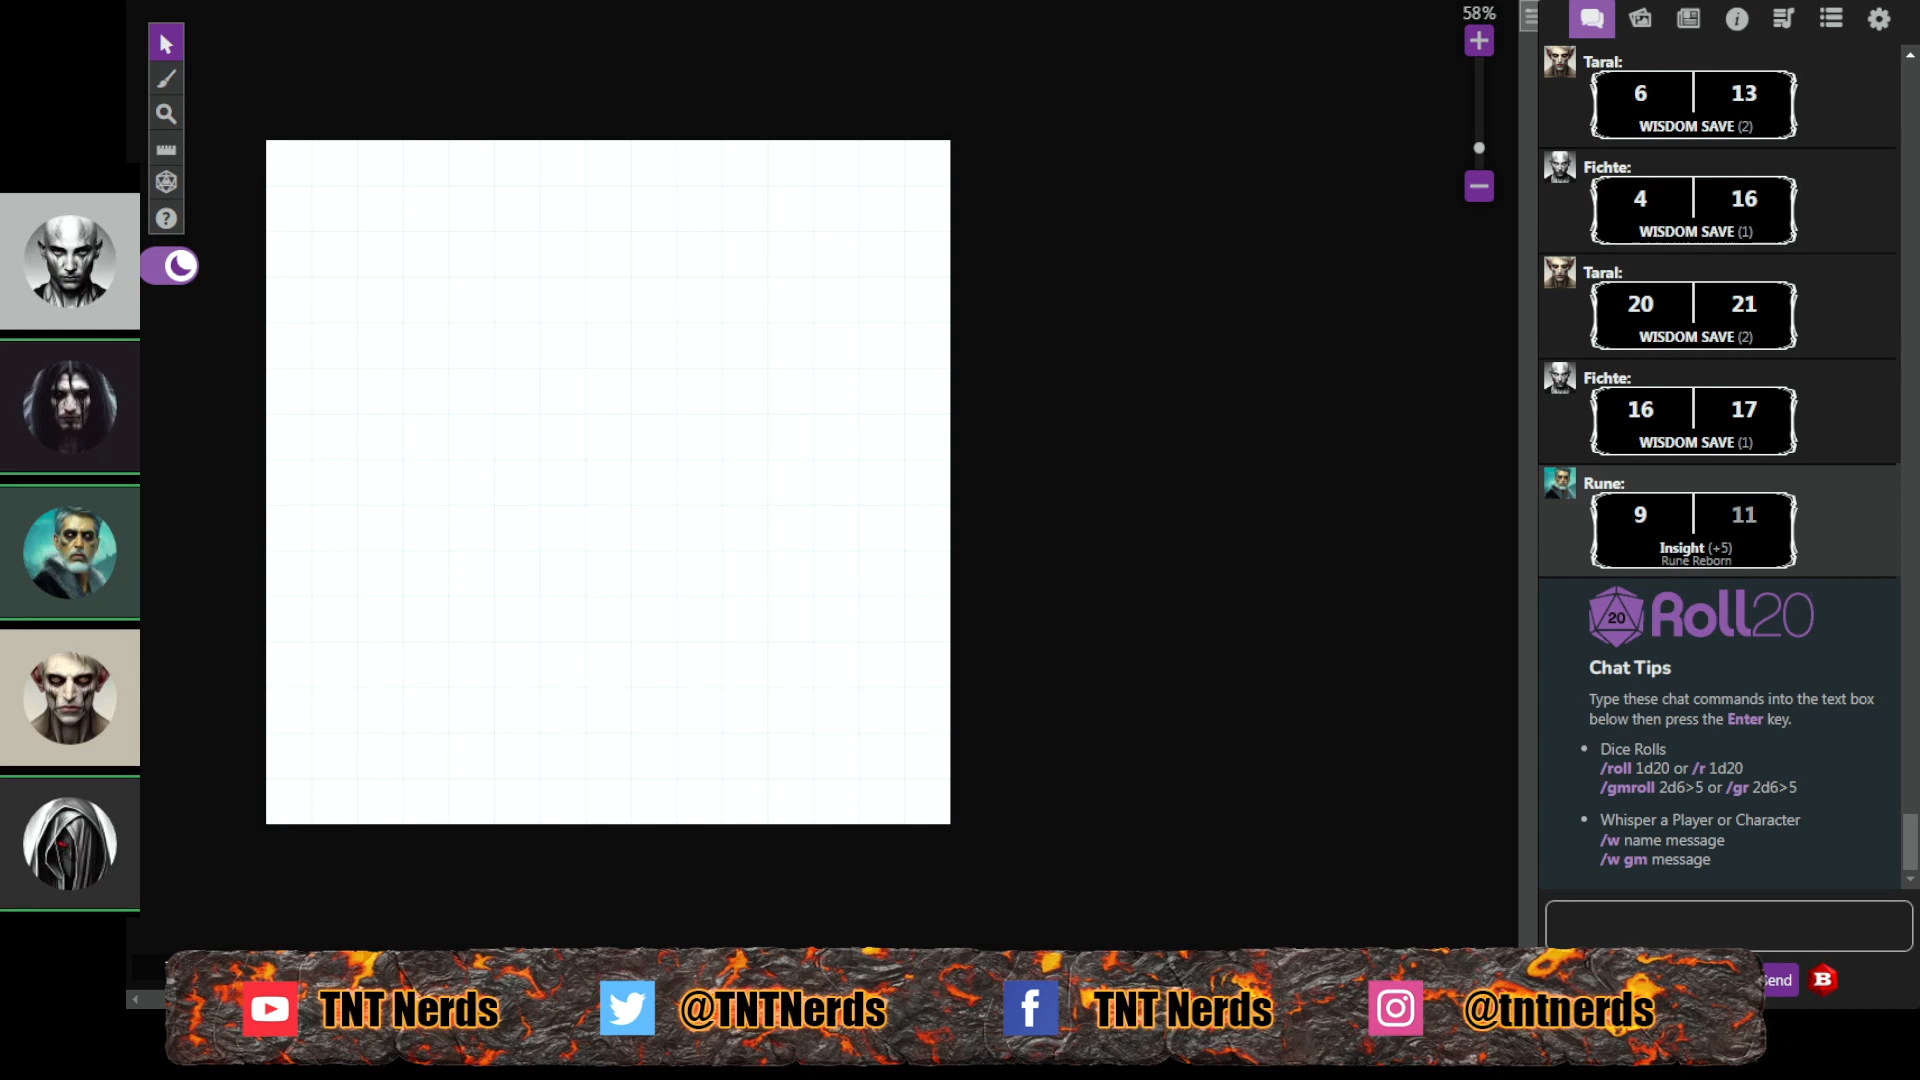 58%
Taral:
6 13
WISDOM SAVE (2)
Fichte:
4 16
WISDOM SAVE (1)
Taral:
20 21
WISDOM SAVE (2)
Fichte:
16 17
WISDOM SAVE (1)
Rune:
9 11
Insight (+5)
Rune Reborn
20 Roll20
Chat Tips
Type these chat commands into the text box
below then press the Enter key.
• Dice Rolls
/roll 1d20 or /r 1d20
/gmroll 2d6>5 or /gr 2d6>5
• Whisper a Player or Character
/w name message
/w gm message
end B
TNT Nerds @TNTNerds TNT Nerds @tntnerds